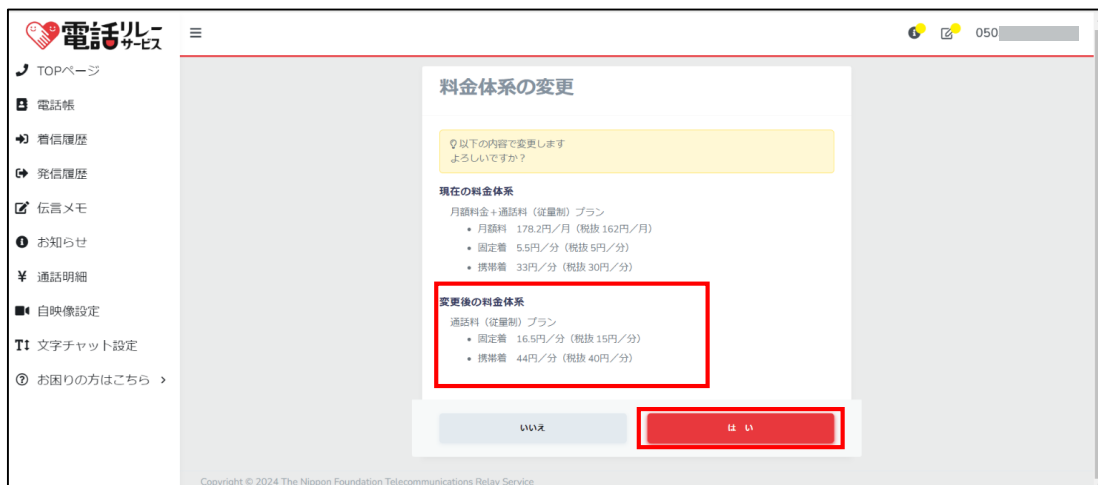 電話リレーサービス
050
TOPページ
電話帳
着信履歴
発信履歴
伝言メモ
お知らせ
通話明細
自映像設定
文字チャット設定
お困りの方はこちら
料金体系の変更
以下の内容で変更します
よろしいですか？
現在の料金体系
月額料金＋通話料（従量制）プラン
• 月額料 178.2円／月（税抜 162円／月）
• 固定着 5.5円／分（税抜 5円／分）
• 携帯着 33円／分（税抜 30円／分）
変更後の料金体系
通話料（従量制）プラン
• 固定着 16.5円／分（税抜 15円／分）
• 携帯着 44円／分（税抜 40円／分）
いいえ
は い
Copyright © 2024 The Nippon Foundation Telecommunications Relay Service